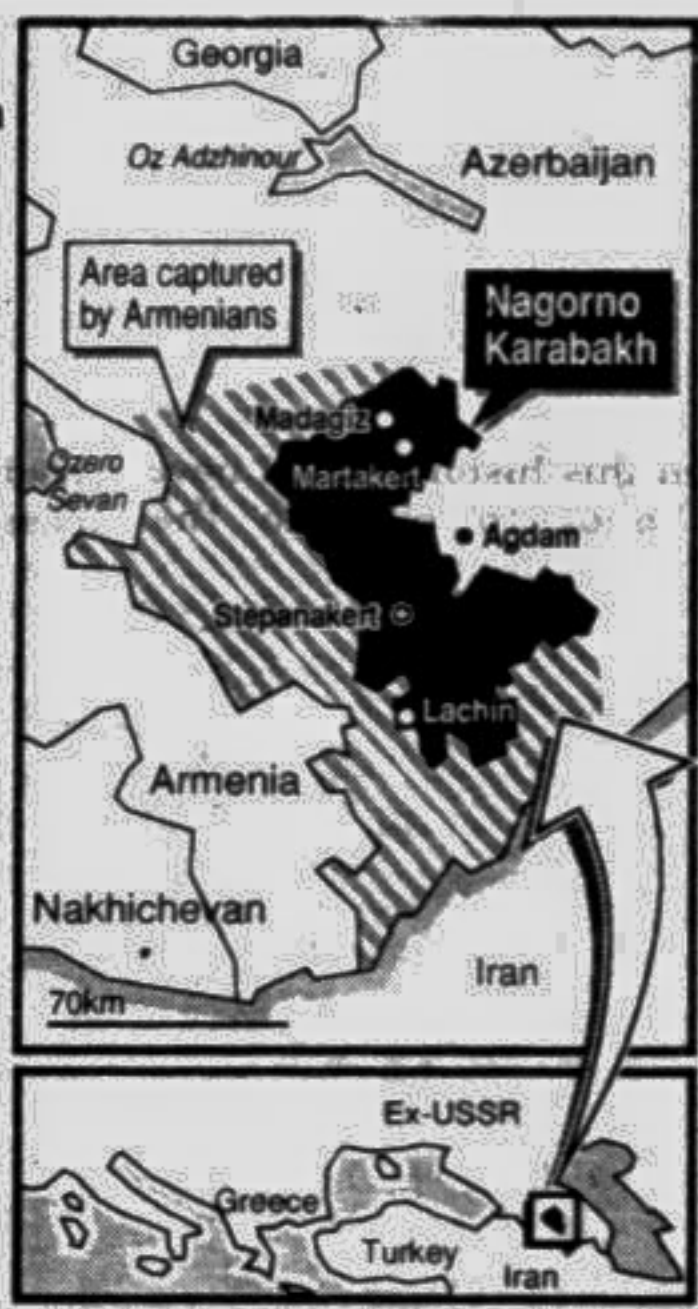 Georgia
Oz Adzhinour
Azerbaijan
Area captured
by Armenians
Nagorno
Karabakh
Madagiz
Ozero
Sevan
Martakert
Agdam
Stepanakert
Lachin
Armenia
Nakhichevan
Iran
70km
Ex-USSR
Greece
Turkey
Iran